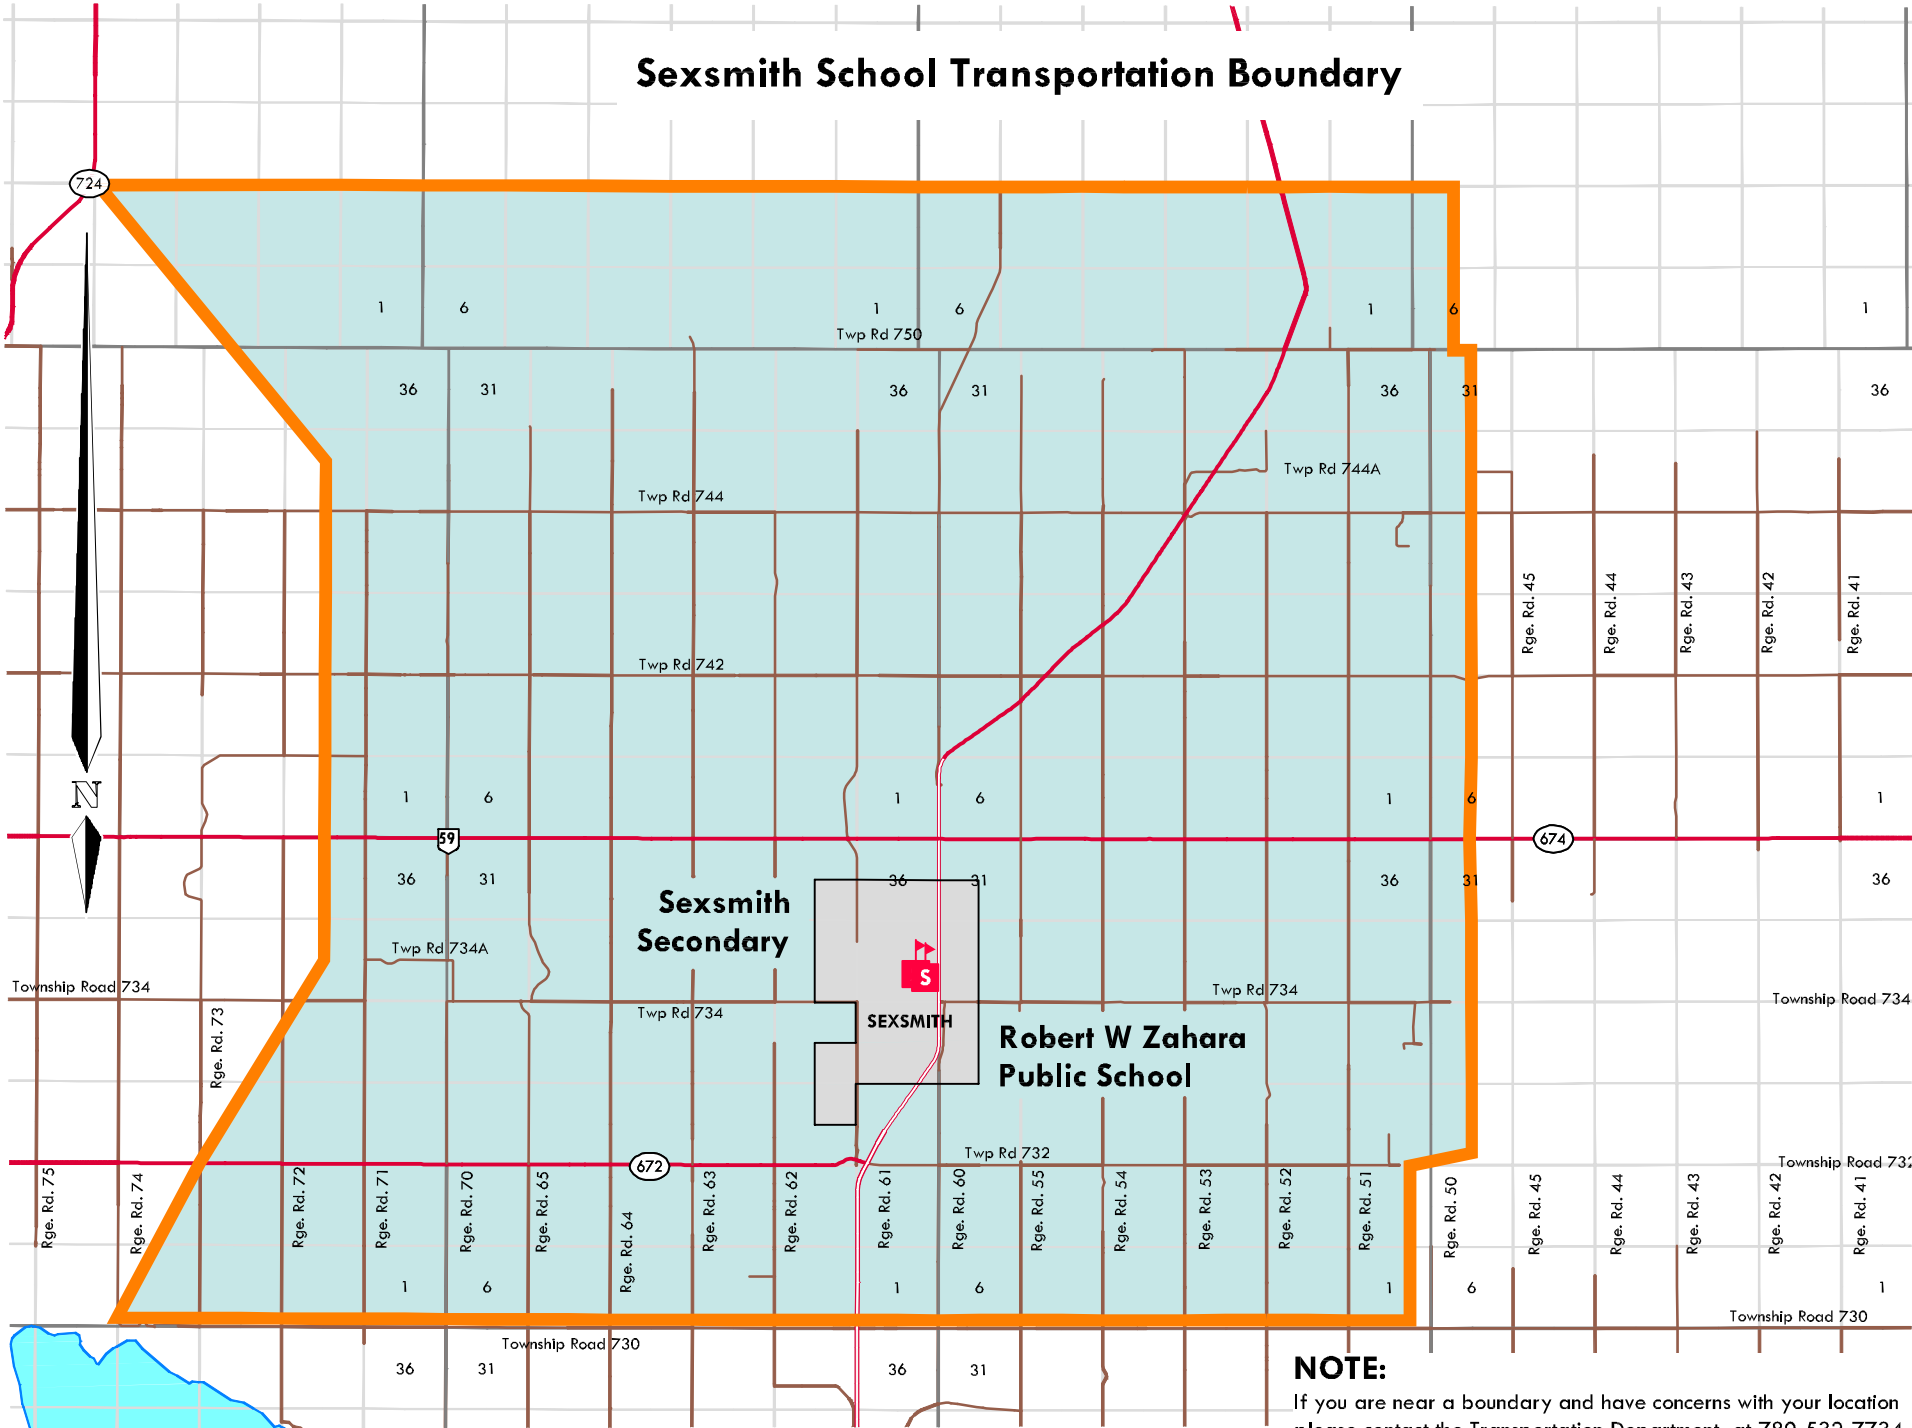 Sexsmith School Transportation Boundary
724
1 6 1 6 1 6 1
Twp Rd 750
36 31 36 31 36 31 36
Twp Rd 744A
Twp Rd 744
Rge. Rd. 45
Rge. Rd. 44
Rge. Rd. 43
Rge. Rd. 42
Rge. Rd. 41
Twp Rd 742
N
1 6 1 6 1 6 1
59
674
36 31 36 31 36 31 36
Sexsmith
Secondary
Twp Rd 734A
S
Township Road 734
Twp Rd 734
Township Road 734
Twp Rd 734
SEXSMITH
Robert W Zahara
Public School
Rge. Rd. 73
Twp Rd 732
672
Township Road 732
Rge. Rd. 75
Rge. Rd. 74
Rge. Rd. 72
Rge. Rd. 71
Rge. Rd. 70
Rge. Rd. 65
Rge. Rd. 64
Rge. Rd. 63
Rge. Rd. 62
Rge. Rd. 61
Rge. Rd. 60
Rge. Rd. 55
Rge. Rd. 54
Rge. Rd. 53
Rge. Rd. 52
Rge. Rd. 51
Rge. Rd. 50
Rge. Rd. 45
Rge. Rd. 44
Rge. Rd. 43
Rge. Rd. 42
Rge. Rd. 41
1 6 1 6 1 6 1
Township Road 730
Township Road 730
36 31 36 31
NOTE:
If you are near a boundary and have concerns with your location
please contact the Transportation Department at 780-532-7734